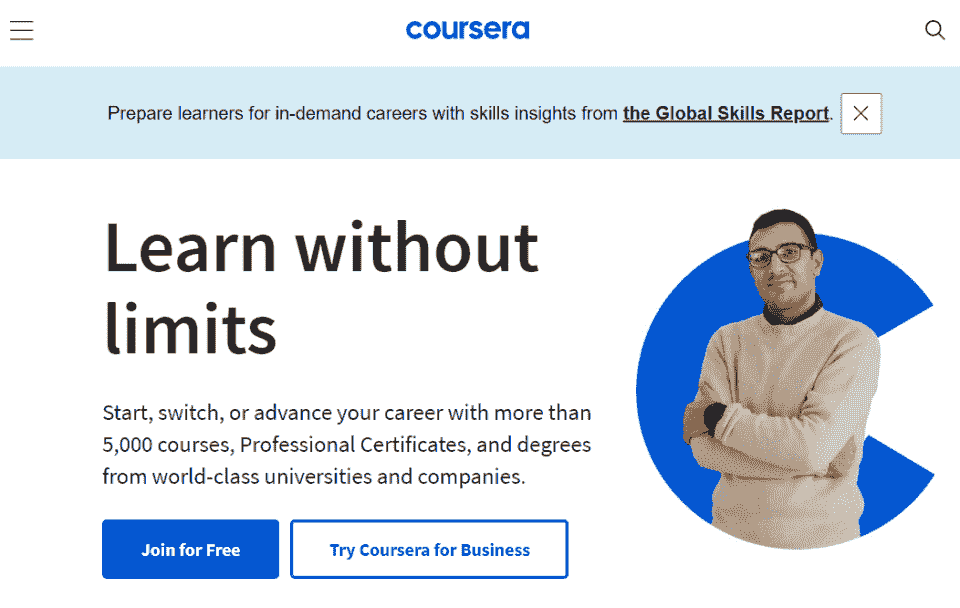 coursera
Prepare learners for in-demand careers with skills insights from the Global Skills Report.
Learn without
limits
Start, switch, or advance your career with more than
5,000 courses, Professional Certificates, and degrees
from world-class universities and companies.
Join for Free
Try Coursera for Business